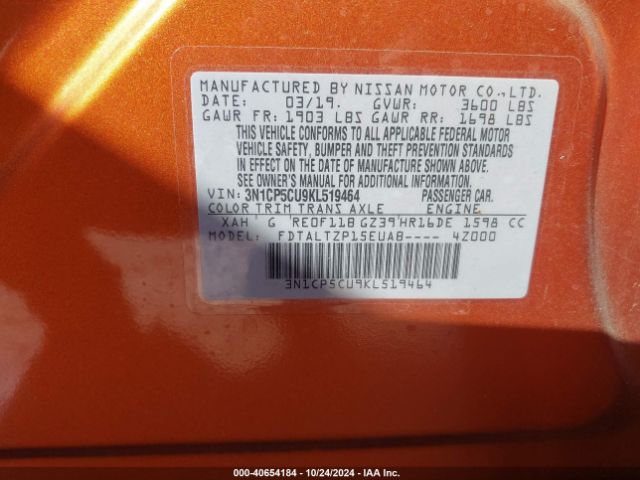 MANUFACTURED BY NISSAN MOTOR CO.,LTD.
DATE: 03/19. GVWR: 3600 LBS
GAWR FR: 1903 LBS GAWR RR: 1698 LBS
THIS VEHICLE CONFORMS TO ALL APPLICABLE FEDERAL MOTOR
VEHICLE SAFETY, BUMPER AND THEFT PREVENTION STANDARDS
IN EFFECT ON THE DATE OF MANUFACTURE SHOWN ABOVE.
SEE OWNER'S MANUAL FOR ADDITIONAL INFORMATION.
VIN: 3N1CP5CU9KL519464 PASSENGER CAR.
COLOR TRIM TRANS AXLE ENGINE
XAH G RE0F11B GZ39 HR16DE 1598 CC
MODEL: FDTALTZP15EUAB---- 4Z000
3N1CP5CU9KL519464
000-40654184 | 10/24/2024 | IAA Inc.